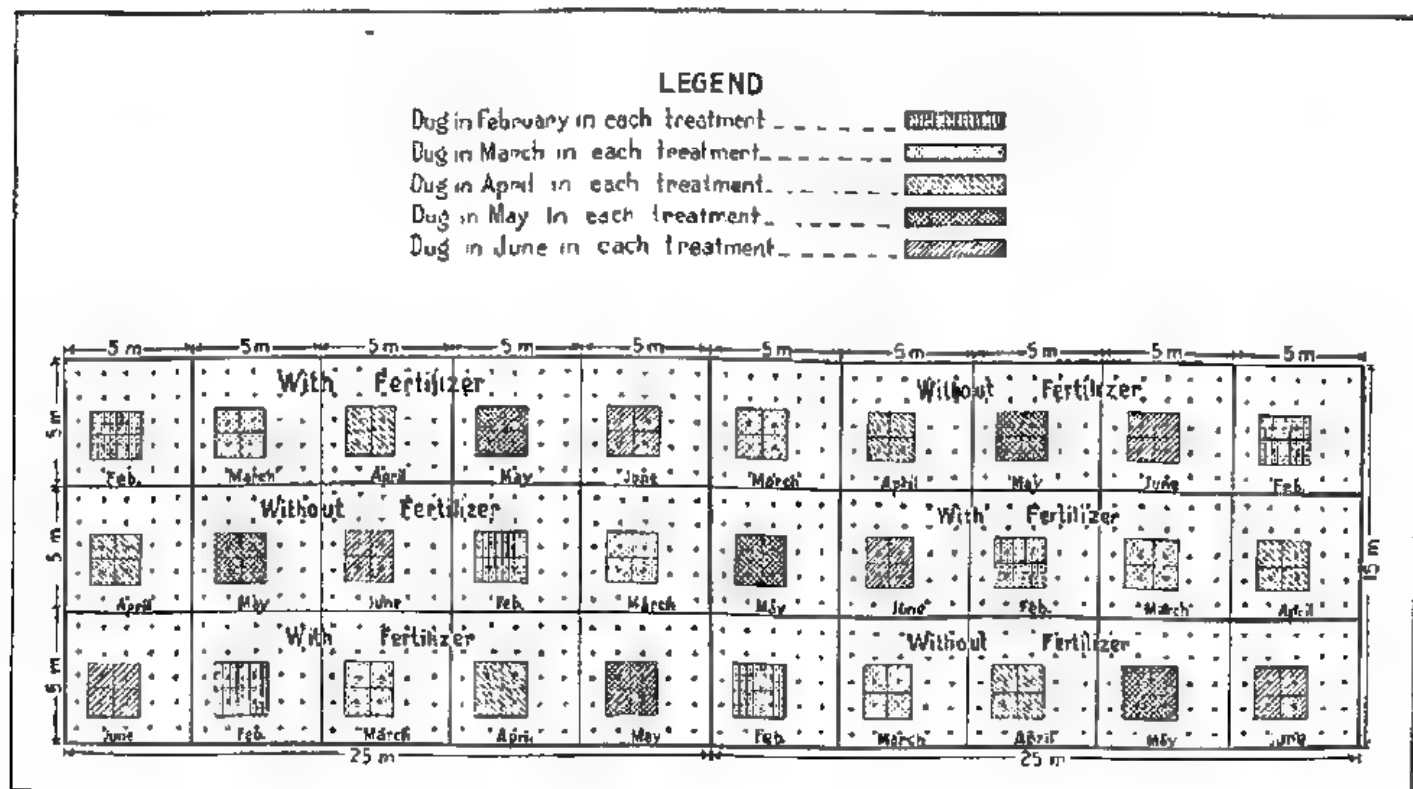 LEGEND
Dug in February in each treatment
Dug in March in each treatment
Dug in April in each treatment
Dug in May in each treatment
Dug in June in each treatment
5 m 5 m 5 m 5 m 5 m 5 m 5 m 5 m 5 m 5 m
With Fertilizer Without Fertilizer
5 m
Feb. March April May June March April May June Feb.
Without Fertilizer With Fertilizer
5 m 15 m
April May June Feb. March May June Feb. March April
With Fertilizer Without Fertilizer
5 m
June Feb. March April May Feb. March April May June
25 m 25 m